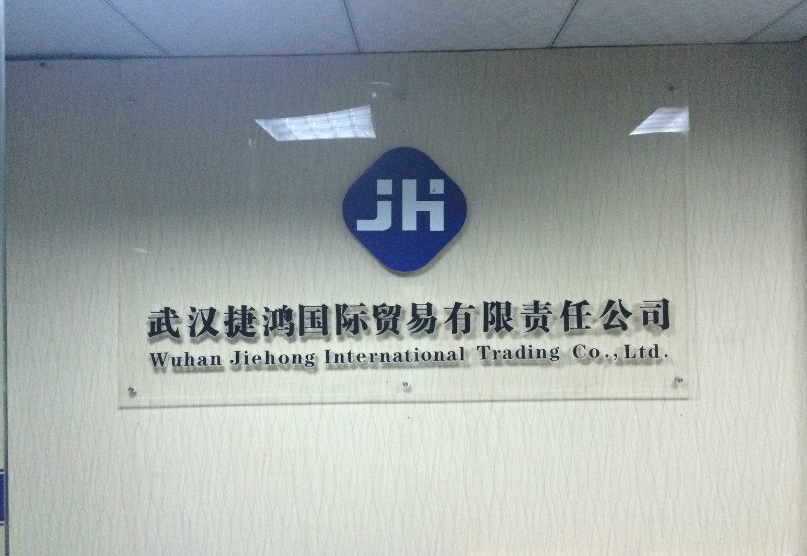 JH
武汉捷鸿国际贸易有限责任公司
Wuhan Jiehong International Trading Co.,Ltd.